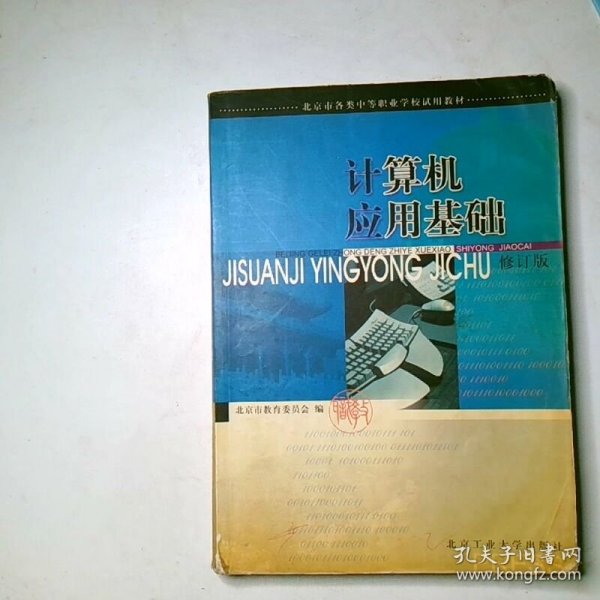 北京市各类中等职业学校试用教材
计算机
应用基础
BEIJING GELEI ZHONG DENG ZHIYE XUEXIAO SHIYONG JIAOCAI
JISUANJI YINGYONG JICHU 修订版
北京市教育委员会 编
北京工业大学出版社
孔夫子旧书网
www.kongfz.com